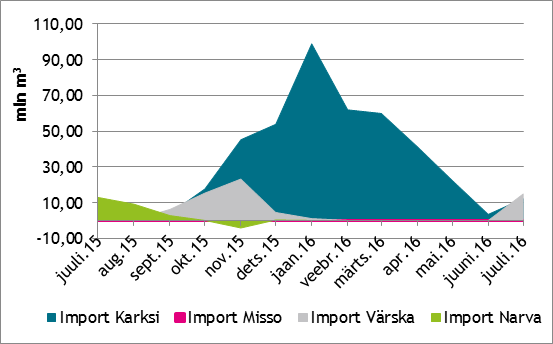 110,00
90,00
70,00
50,00
30,00
10,00
-10,00
mln m³
juuli.15
aug.15
sept.15
okt.15
nov.15
dets.15
jaan.16
veebr.16
märts.16
apr.16
mai.16
juuni.16
juuli.16
Import Karksi Import Misso Import Värska Import Narva